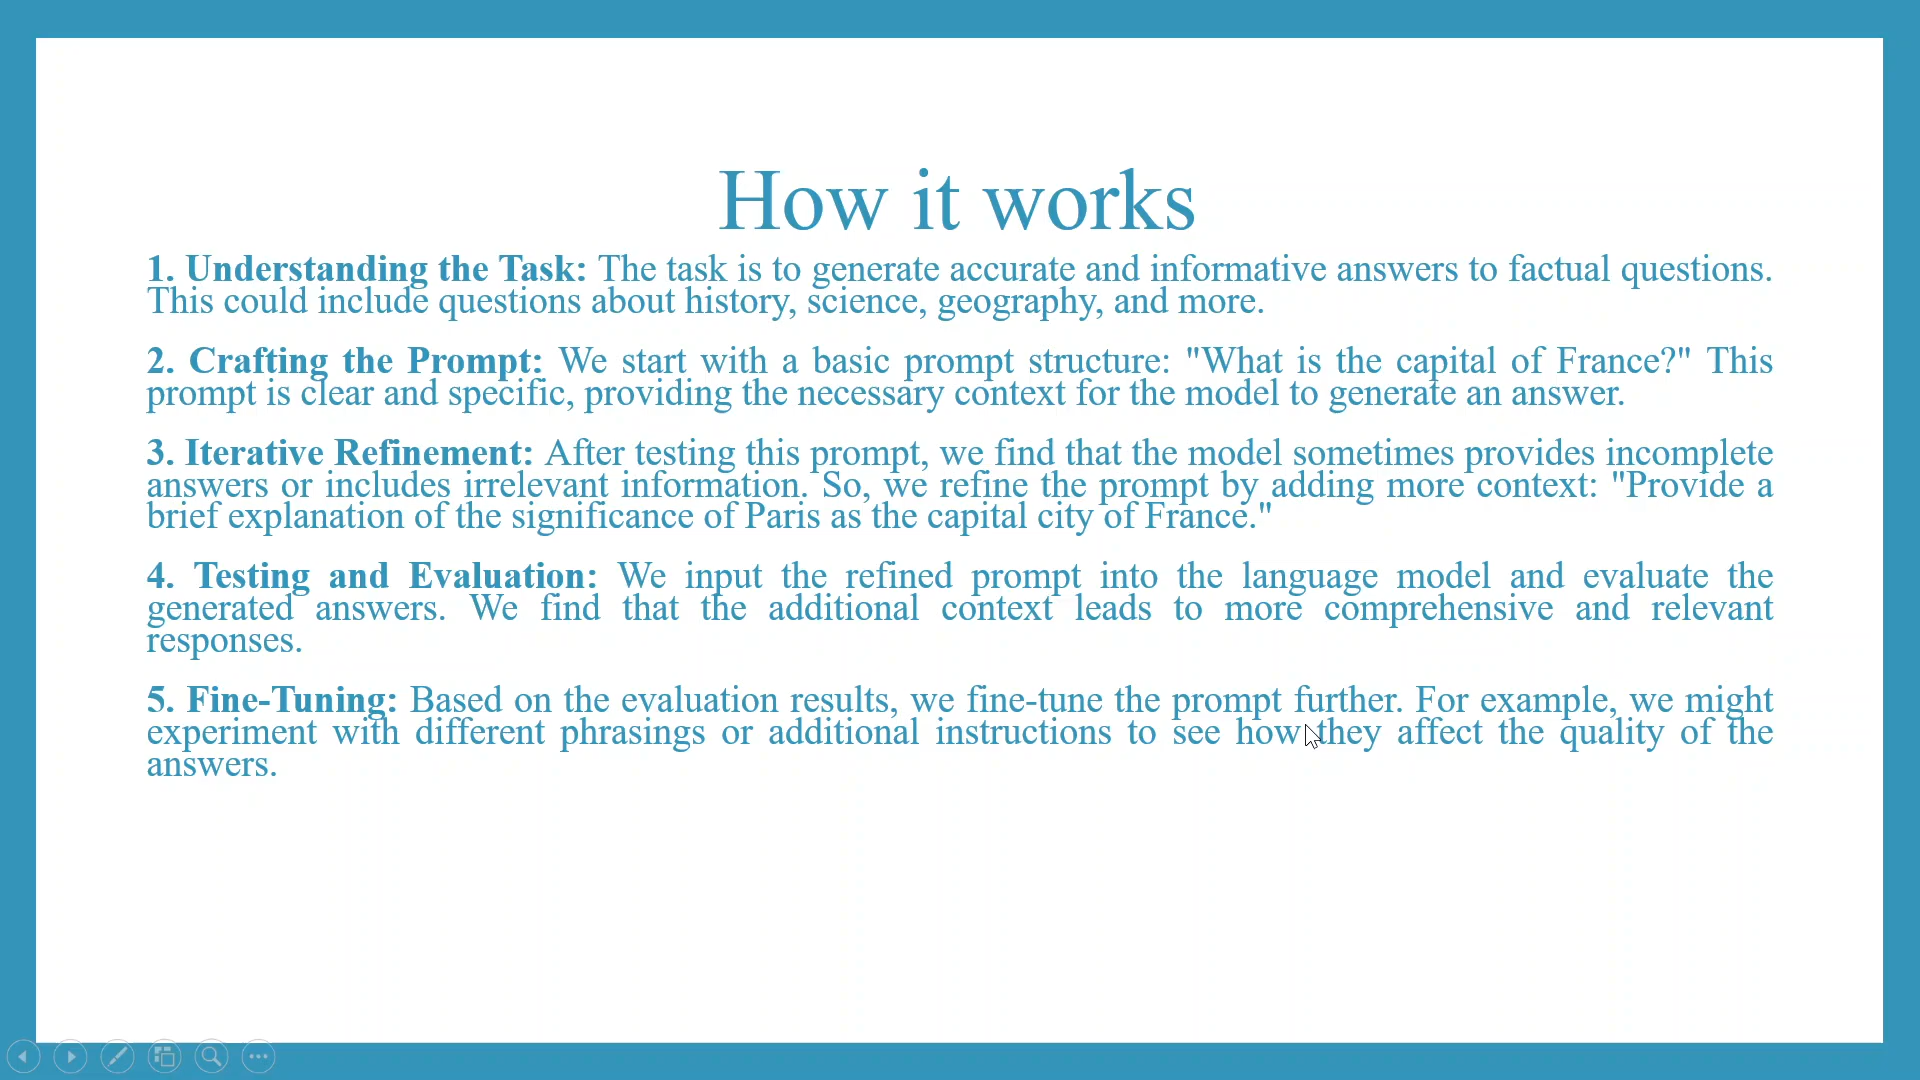 How it works
1. Understanding the Task: The task is to generate accurate and informative answers to factual questions.
This could include questions about history, science, geography, and more.
2. Crafting the Prompt: We start with a basic prompt structure: "What is the capital of France?" This
prompt is clear and specific, providing the necessary context for the model to generate an answer.
3. Iterative Refinement: After testing this prompt, we find that the model sometimes provides incomplete
answers or includes irrelevant information. So, we refine the prompt by adding more context: "Provide a
brief explanation of the significance of Paris as the capital city of France."
4. Testing and Evaluation: We input the refined prompt into the language model and evaluate the
generated answers. We find that the additional context leads to more comprehensive and relevant
responses.
5. Fine-Tuning: Based on the evaluation results, we fine-tune the prompt further. For example, we might
experiment with different phrasings or additional instructions to see how they affect the quality of the
answers.